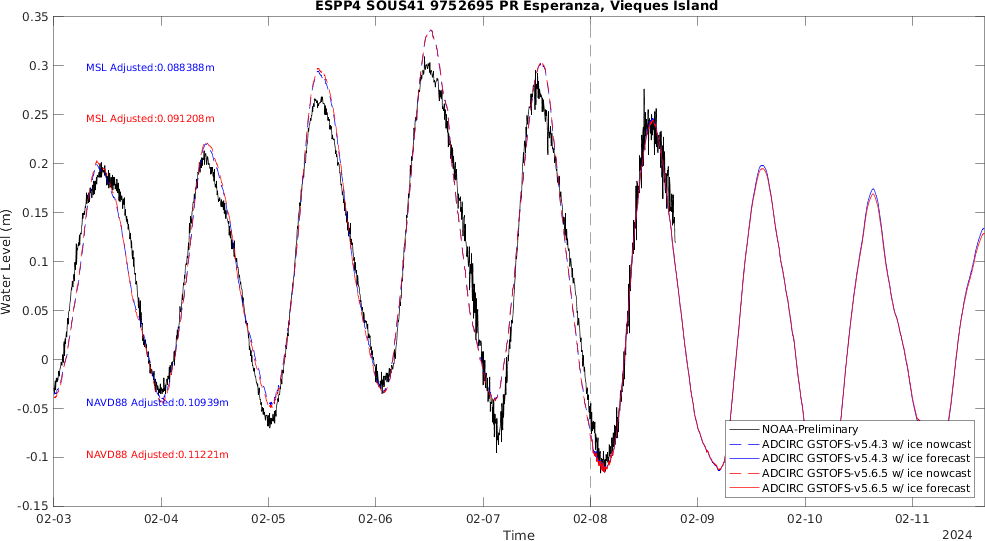 ESPP4 SOUS41 9752695 PR Esperanza, Vieques Island
0.35
0.3
0.25
0.2
0.15
0.1
0.05
0
-0.05
-0.1
-0.15
Water Level (m)
MSL Adjusted:0.088388m
MSL Adjusted:0.091208m
NAVD88 Adjusted:0.10939m
NAVD88 Adjusted:0.11221m
NOAA-Preliminary
ADCIRC GSTOFS-v5.4.3 w/ ice nowcast
ADCIRC GSTOFS-v5.4.3 w/ ice forecast
ADCIRC GSTOFS-v5.6.5 w/ ice nowcast
ADCIRC GSTOFS-v5.6.5 w/ ice forecast
02-03 02-04 02-05 02-06 02-07 02-08 02-09 02-10 02-11
Time
2024